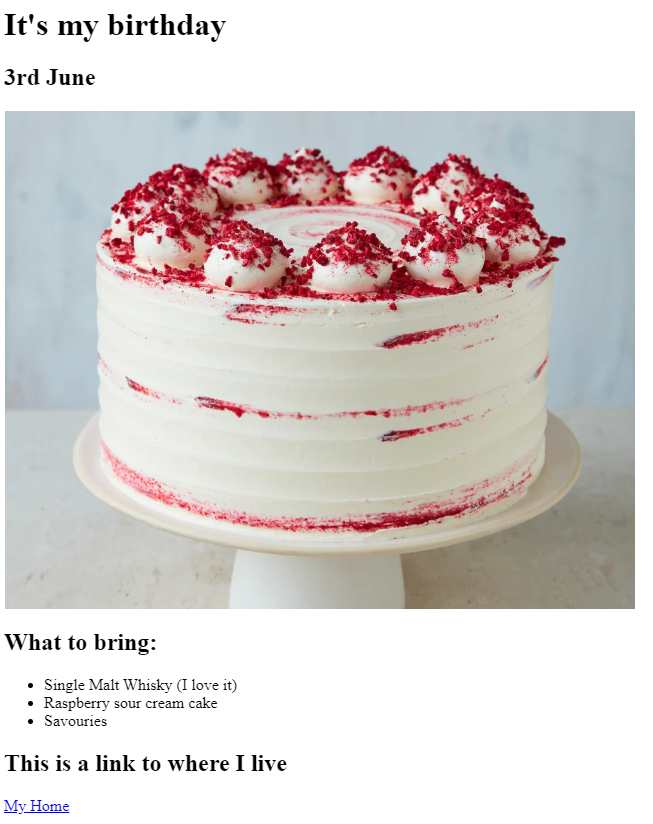 It's my birthday
3rd June
What to bring:
Single Malt Whisky (I love it)
Raspberry sour cream cake
Savouries
This is a link to where I live
My Home